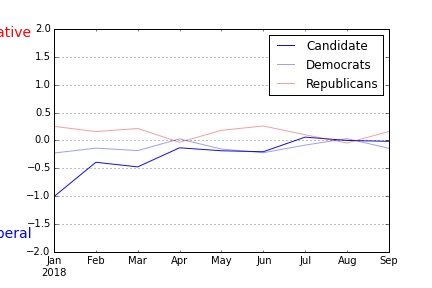 ative
eral
2.0
1.5
1.0
0.5
0.0
−0.5
−1.0
−1.5
−2.0
Candidate
Democrats
Republicans
Jan Feb Mar Apr May Jun Jul Aug Sep
2018